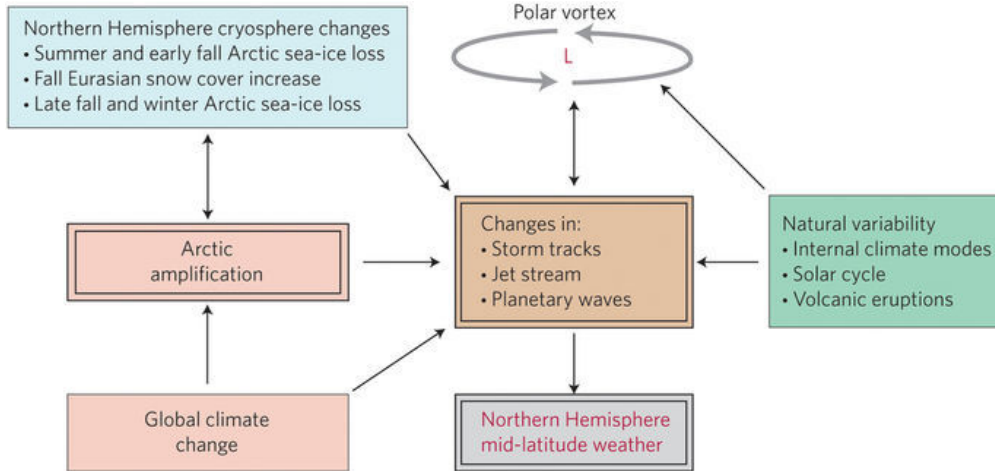 Northern Hemisphere cryosphere changes
• Summer and early fall Arctic sea-ice loss
• Fall Eurasian snow cover increase
• Late fall and winter Arctic sea-ice loss
Polar vortex
L
Arctic
amplification
Changes in:
• Storm tracks
• Jet stream
• Planetary waves
Natural variability
• Internal climate modes
• Solar cycle
• Volcanic eruptions
Global climate
change
Northern Hemisphere
mid-latitude weather